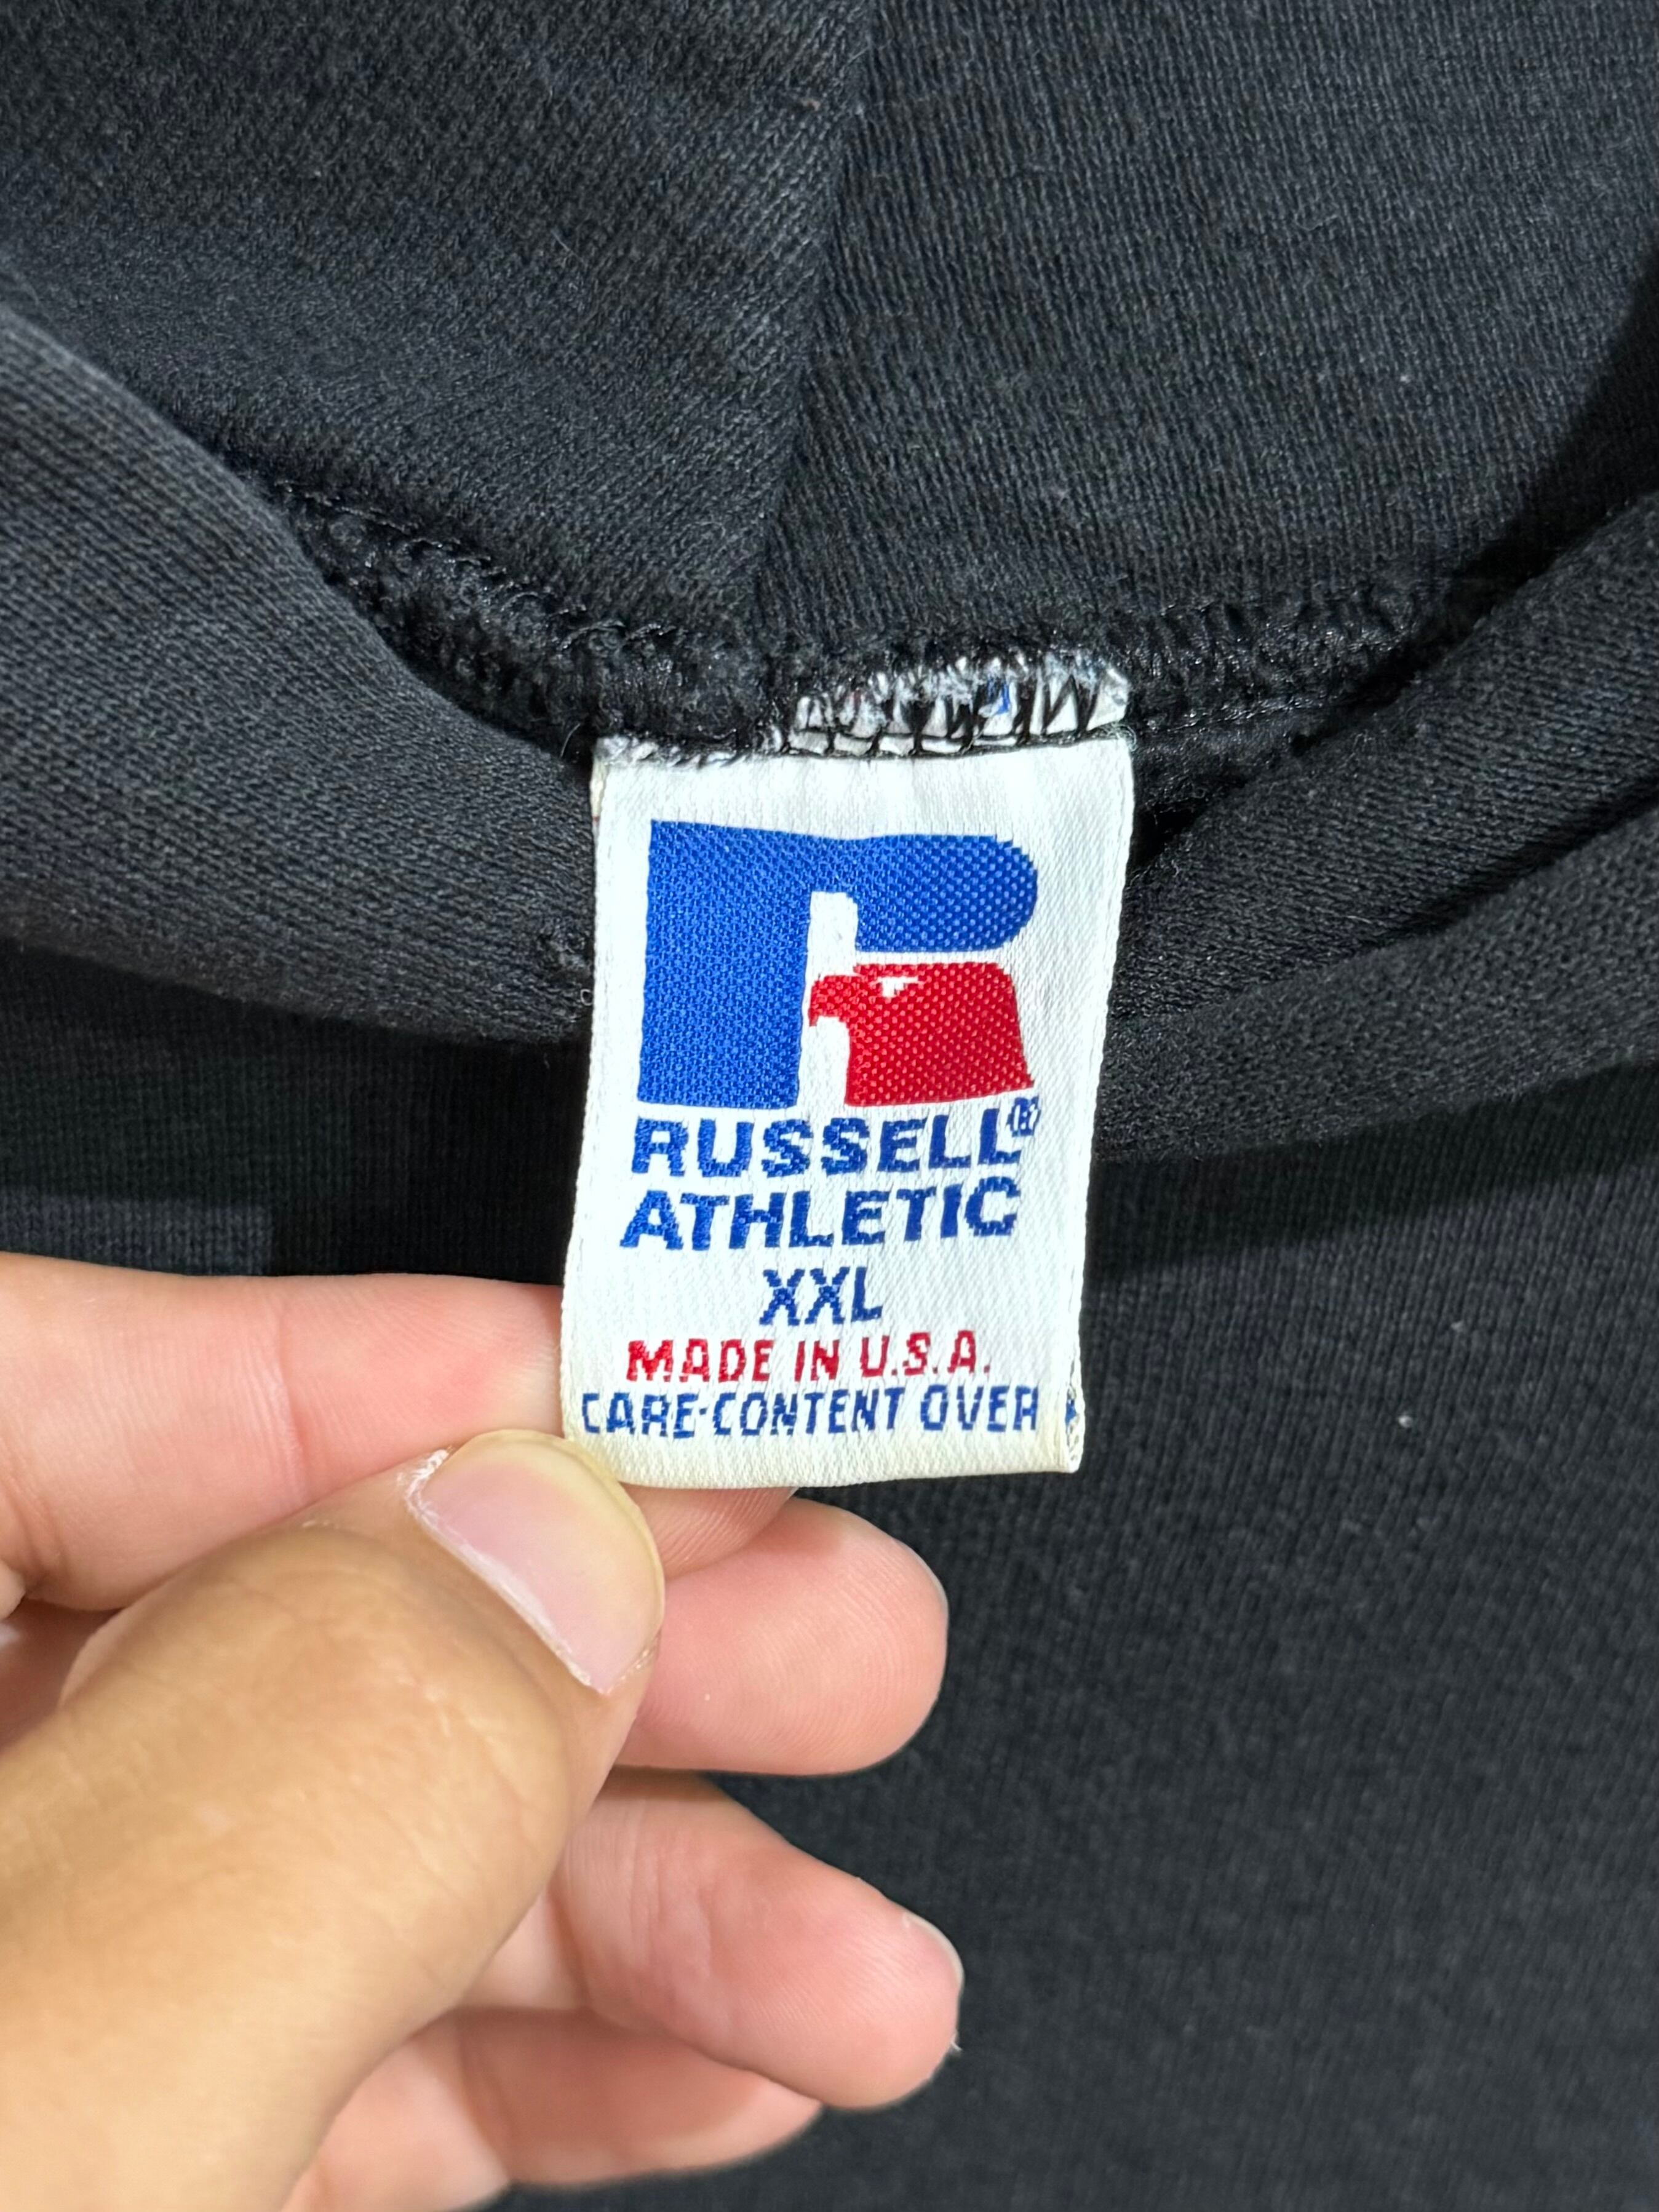 RUSSELL®
ATHLETIC
XXL
MADE IN U.S.A.
CARE·CONTENT OVER